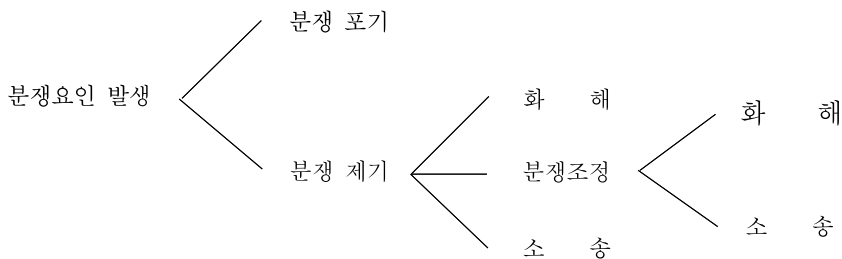 분쟁 포기
분쟁요인 발생
화 해
화 해
분쟁 제기
분쟁조정
소 송
소 송